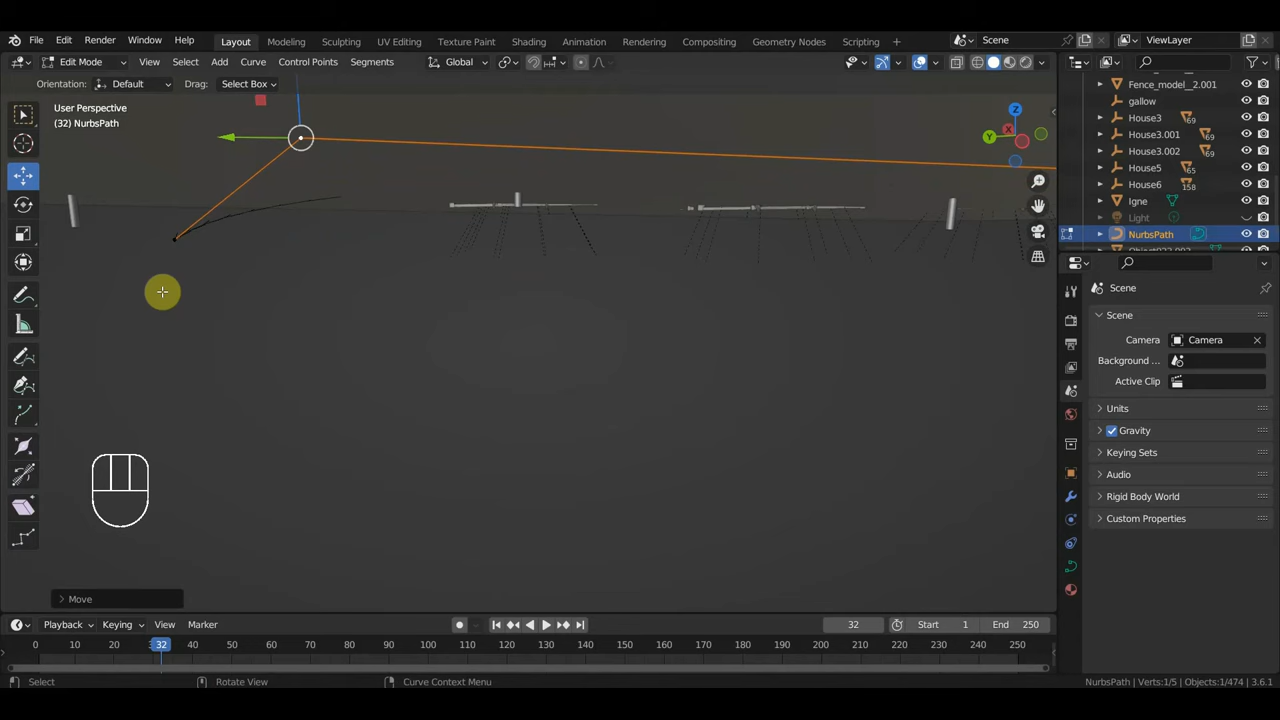 File Edit Render Window Help Layout Modeling Sculpting UV Editing Texture Paint Shading Animation Rendering Compositing Geometry Nodes Scripting + Scene ViewLayer
Edit Mode View Select Add Curve Control Points Segments Global
Orientation: Default Drag: Select Box
User Perspective
(32) NurbsPath
Z
Y
X
Fence_model_2.001
gallow
House3 69
House3.001 69
House3.002 69
House5 65
House6 158
Igne
Light
NurbsPath
Scene
Scene
Camera Camera
Background ...
Active Clip
Units
Gravity
Keying Sets
Audio
Rigid Body World
Custom Properties
Move
Playback Keying View Marker 32 Start 1 End 250
0 10 20 32 40 50 60 70 80 90 100 110 120 130 140 150 160 170 180 190 200 210 220 230 240 250
Select Rotate View Curve Context Menu NurbsPath | Verts:1/5 | Objects:1/474 | 3.6.1